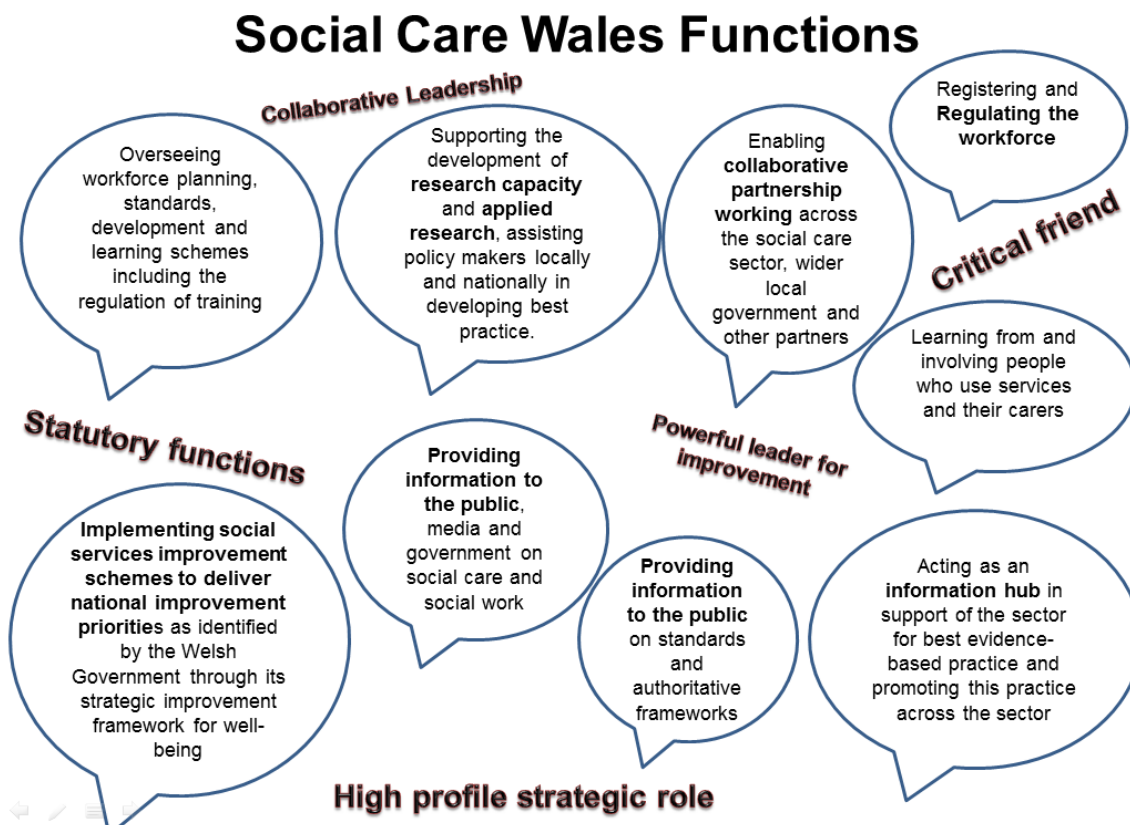 Social Care Wales Functions
Collaborative Leadership
Overseeing
workforce planning,
standards,
development and
learning schemes
including the
regulation of training
Supporting the
development of
research capacity
and applied
research, assisting
policy makers locally
and nationally in
developing best
practice.
Enabling
collaborative
partnership
working across
the social care
sector, wider
local
government and
other partners
Registering and
Regulating the
workforce
Critical friend
Learning from and
involving people
who use services
and their carers
Statutory functions
Powerful leader for
improvement
Implementing social
services improvement
schemes to deliver
national improvement
priorities as identified
by the Welsh
Government through its
strategic improvement
framework for well-
being
Providing
information to
the public,
media and
government on
social care and
social work
Providing
information
to the public
on standards
and
authoritative
frameworks
Acting as an
information hub in
support of the sector
for best evidence-
based practice and
promoting this practice
across the sector
High profile strategic role